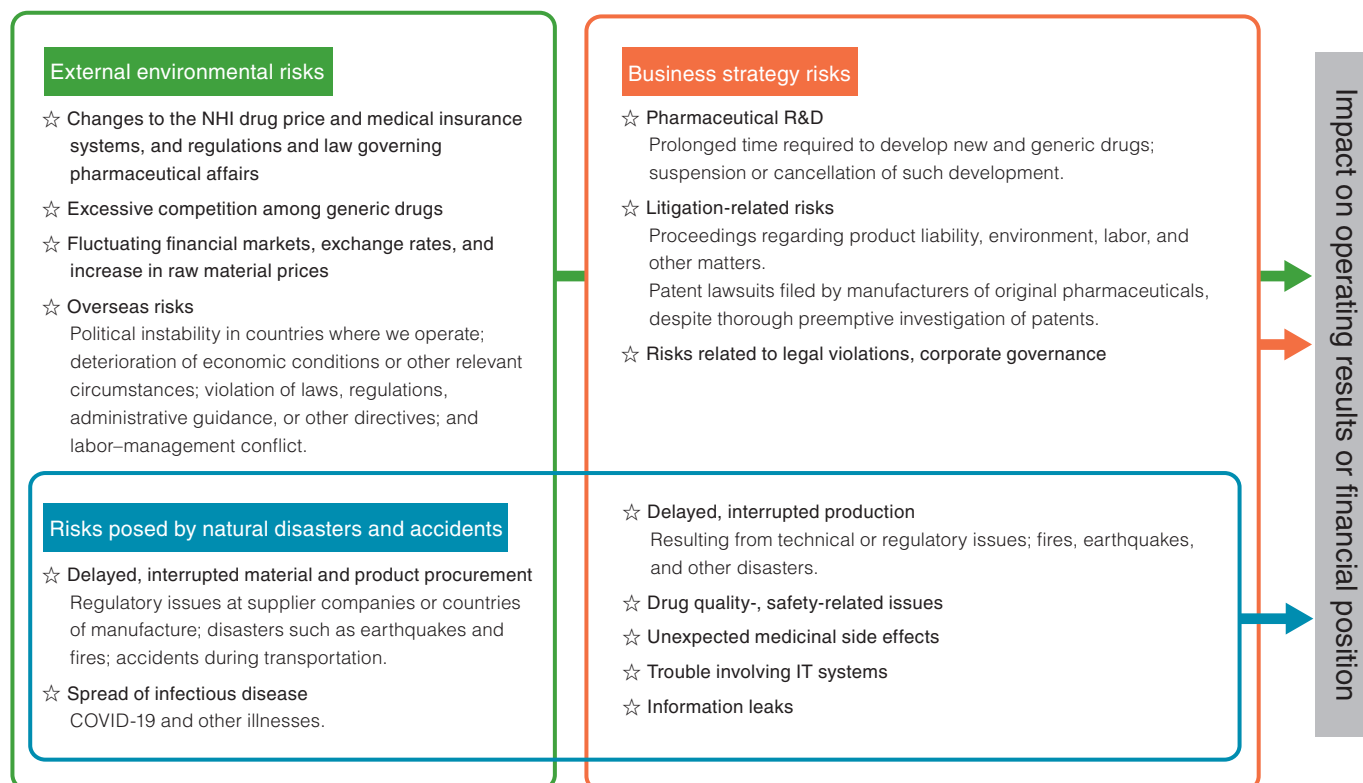 External environmental risks
☆ Changes to the NHI drug price and medical insurance
systems, and regulations and law governing
pharmaceutical affairs
☆ Excessive competition among generic drugs
☆ Fluctuating financial markets, exchange rates, and
increase in raw material prices
☆ Overseas risks
Political instability in countries where we operate;
deterioration of economic conditions or other relevant
circumstances; violation of laws, regulations,
administrative guidance, or other directives; and
labor–management conflict.
Business strategy risks
☆ Pharmaceutical R&D
Prolonged time required to develop new and generic drugs;
suspension or cancellation of such development.
☆ Litigation-related risks
Proceedings regarding product liability, environment, labor, and
other matters.
Patent lawsuits filed by manufacturers of original pharmaceuticals,
despite thorough preemptive investigation of patents.
☆ Risks related to legal violations, corporate governance
Risks posed by natural disasters and accidents
☆ Delayed, interrupted material and product procurement
Regulatory issues at supplier companies or countries
of manufacture; disasters such as earthquakes and
fires; accidents during transportation.
☆ Spread of infectious disease
COVID-19 and other illnesses.
☆ Delayed, interrupted production
Resulting from technical or regulatory issues; fires, earthquakes,
and other disasters.
☆ Drug quality-, safety-related issues
☆ Unexpected medicinal side effects
☆ Trouble involving IT systems
☆ Information leaks
Impact on operating results or financial position